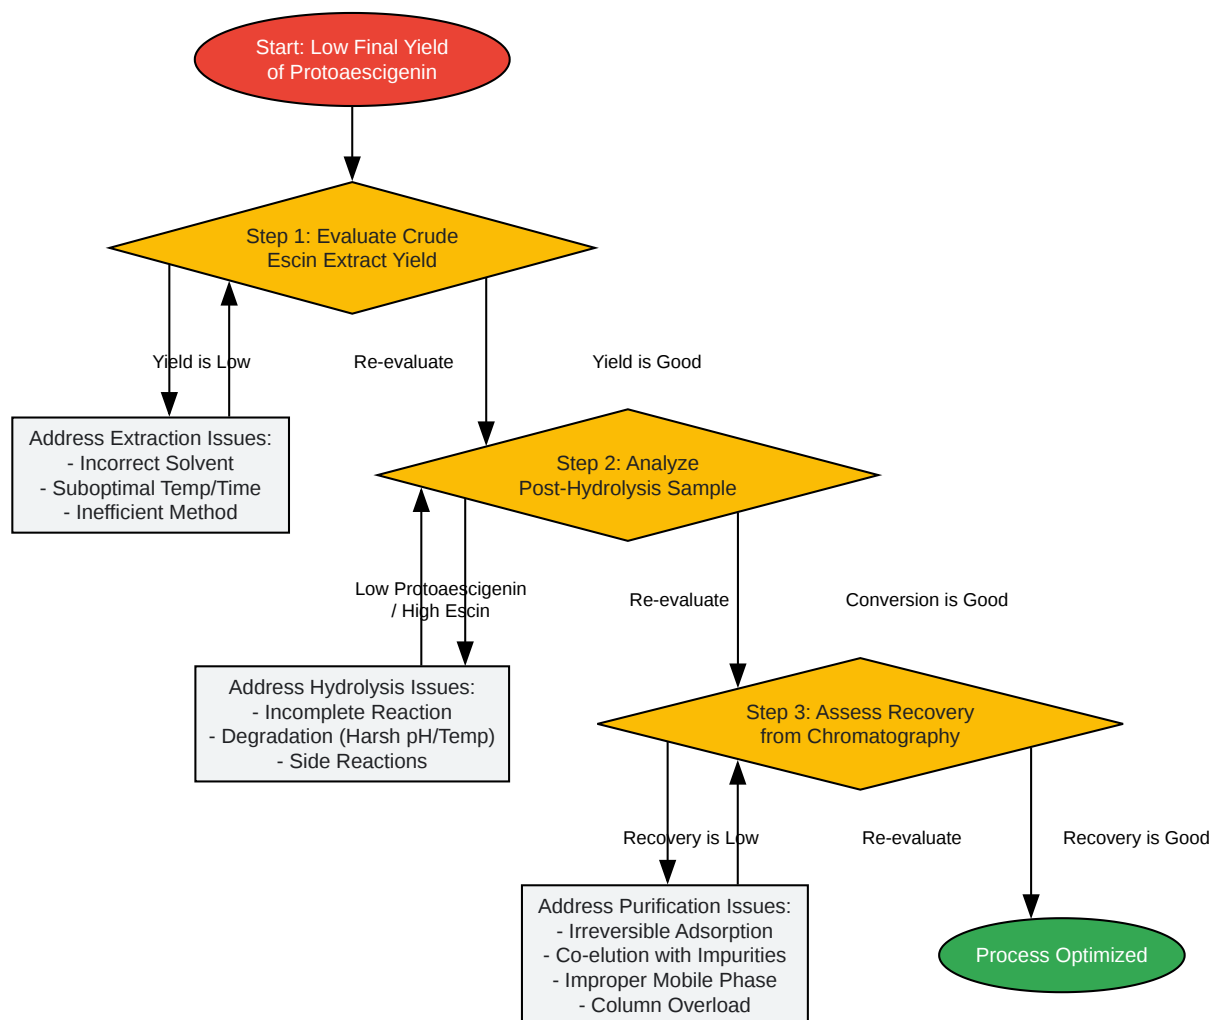 Start: Low Final Yield
of Protoaescigenin
Step 1: Evaluate Crude
Escin Extract Yield
Yield is Low
Re-evaluate
Yield is Good
Address Extraction Issues:
- Incorrect Solvent
- Suboptimal Temp/Time
- Inefficient Method
Step 2: Analyze
Post-Hydrolysis Sample
Low Protoaescigenin
/ High Escin
Re-evaluate
Conversion is Good
Address Hydrolysis Issues:
- Incomplete Reaction
- Degradation (Harsh pH/Temp)
- Side Reactions
Step 3: Assess Recovery
from Chromatography
Recovery is Low
Re-evaluate
Recovery is Good
Address Purification Issues:
- Irreversible Adsorption
- Co-elution with Impurities
- Improper Mobile Phase
- Column Overload
Process Optimized